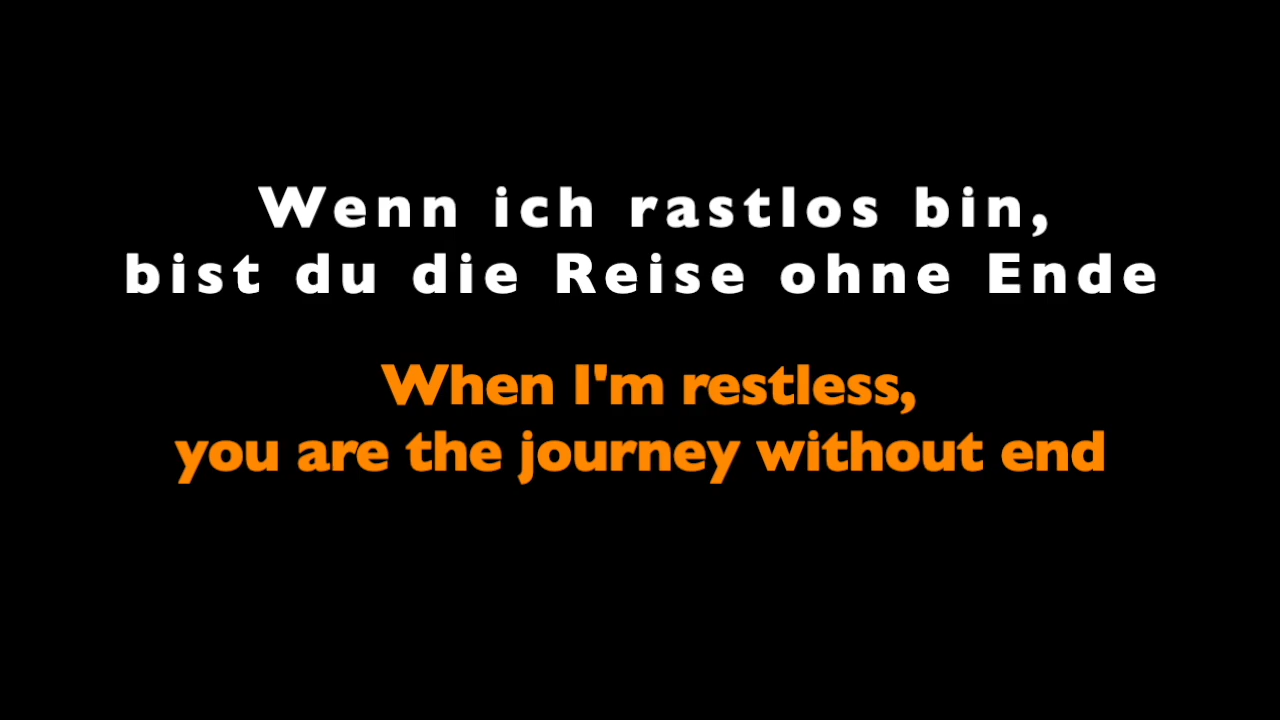 Wenn ich rastlos bin,
bist du die Reise ohne Ende
When I'm restless,
you are the journey without end